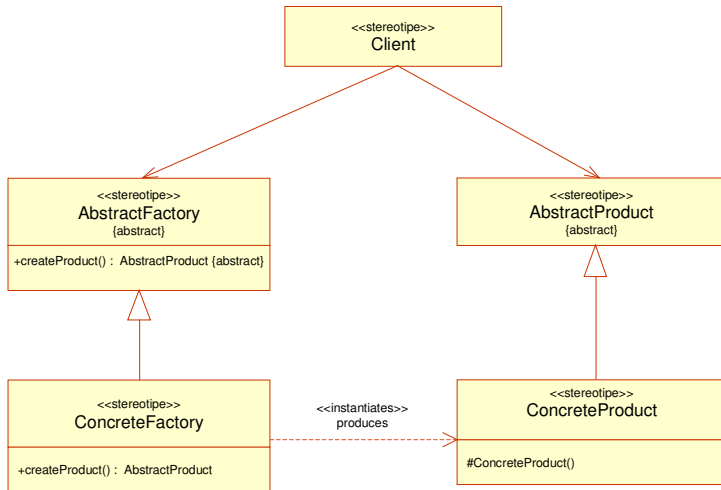 <<stereotipe>>
Client
<<stereotipe>>
AbstractFactory
{abstract}
+createProduct() : AbstractProduct {abstract}
<<stereotipe>>
AbstractProduct
{abstract}
<<stereotipe>>
ConcreteFactory
+createProduct() : AbstractProduct
<<instantiates>>
produces
<<stereotipe>>
ConcreteProduct
#ConcreteProduct()